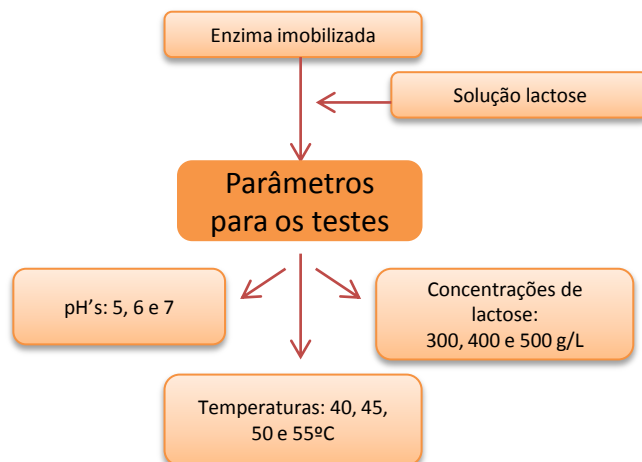 Enzima imobilizada
Solução lactose
Parâmetros
para os testes
pH’s: 5, 6 e 7
Concentrações de
lactose:
300, 400 e 500 g/L
Temperaturas: 40, 45,
50 e 55ºC